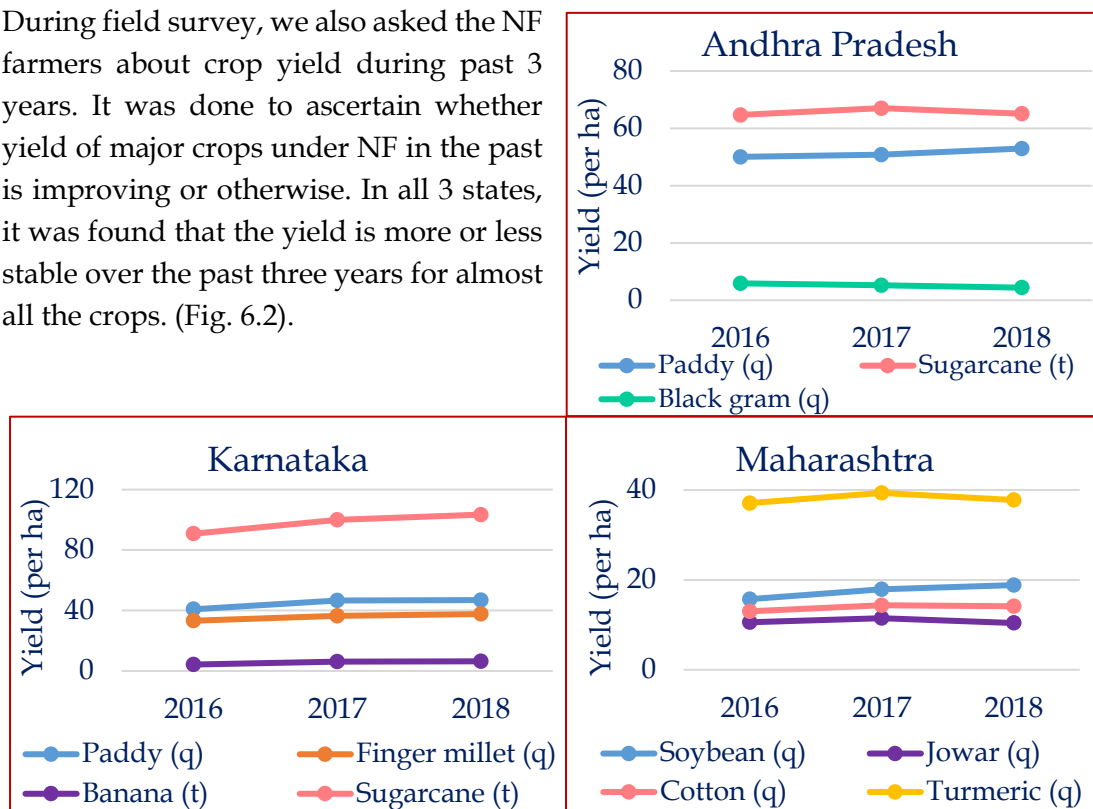 During field survey, we also asked the NF
farmers about crop yield during past 3
years. It was done to ascertain whether
yield of major crops under NF in the past
is improving or otherwise. In all 3 states,
it was found that the yield is more or less
stable over the past three years for almost
all the crops. (Fig. 6.2).
Andhra Pradesh
Yield (per ha)
80
60
40
20
0
2016 2017 2018
Paddy (q) Sugarcane (t)
Black gram (q)
Karnataka
Yield (per ha)
120
80
40
0
2016 2017 2018
Paddy (q) Finger millet (q)
Banana (t) Sugarcane (t)
Maharashtra
Yield (per ha)
40
20
0
2016 2017 2018
Soybean (q) Jowar (q)
Cotton (q) Turmeric (q)